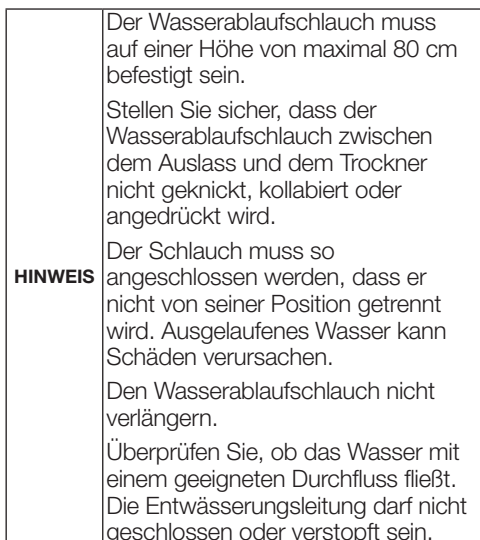 Der Wasserablaufschlauch muss
auf einer Höhe von maximal 80 cm
befestigt sein.
Stellen Sie sicher, dass der
Wasserablaufschlauch zwischen
dem Auslass und dem Trockner
nicht geknickt, kollabiert oder
angedrückt wird.
Der Schlauch muss so
HINWEIS angeschlossen werden, dass er
nicht von seiner Position getrennt
wird. Ausgelaufenes Wasser kann
Schäden verursachen.
Den Wasserablaufschlauch nicht
verlängern.
Überprüfen Sie, ob das Wasser mit
einem geeigneten Durchfluss fließt.
Die Entwässerungsleitung darf nicht
geschlossen oder verstopft sein.